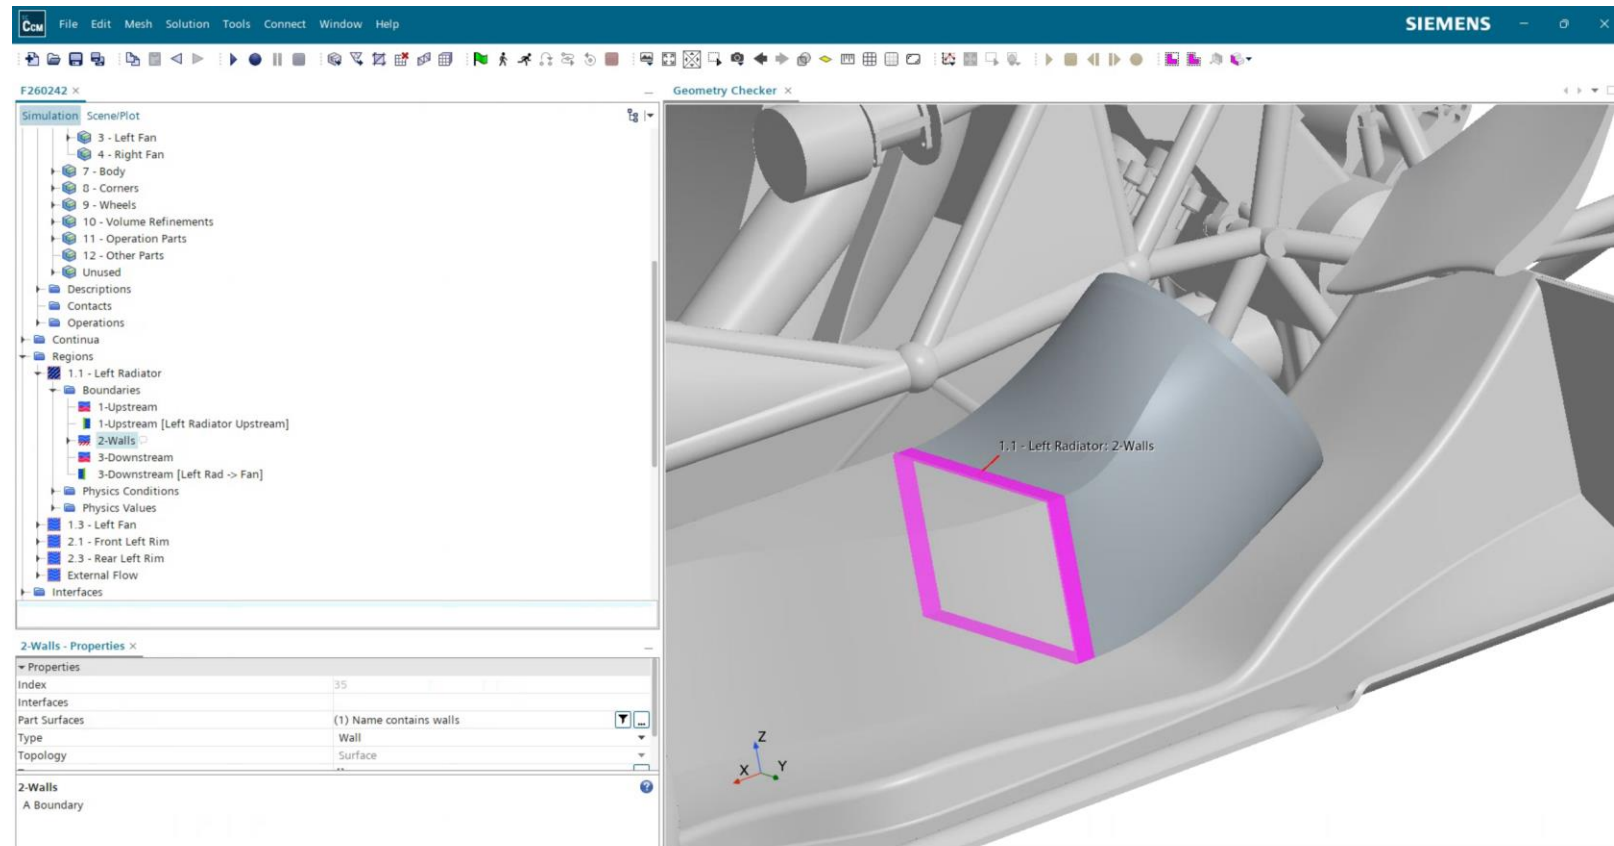 CCM File Edit Mesh Solution Tools Connect Window Help SIEMENS
F260242
Simulation Scene/Plot
3 - Left Fan
4 - Right Fan
7 - Body
8 - Corners
9 - Wheels
10 - Volume Refinements
11 - Operation Parts
12 - Other Parts
Unused
Descriptions
Contacts
Operations
Continua
Regions
1.1 - Left Radiator
Boundaries
1-Upstream
1-Upstream [Left Radiator Upstream]
2-Walls
3-Downstream
3-Downstream [Left Rad -> Fan]
Physics Conditions
Physics Values
1.3 - Left Fan
2.1 - Front Left Rim
2.3 - Rear Left Rim
External Flow
Interfaces
2-Walls - Properties
Properties
Index 35
Interfaces
Part Surfaces (1) Name contains walls
Type Wall
Topology Surface
2-Walls
A Boundary
Geometry Checker
1.1 - Left Radiator: 2-Walls
Z
X Y